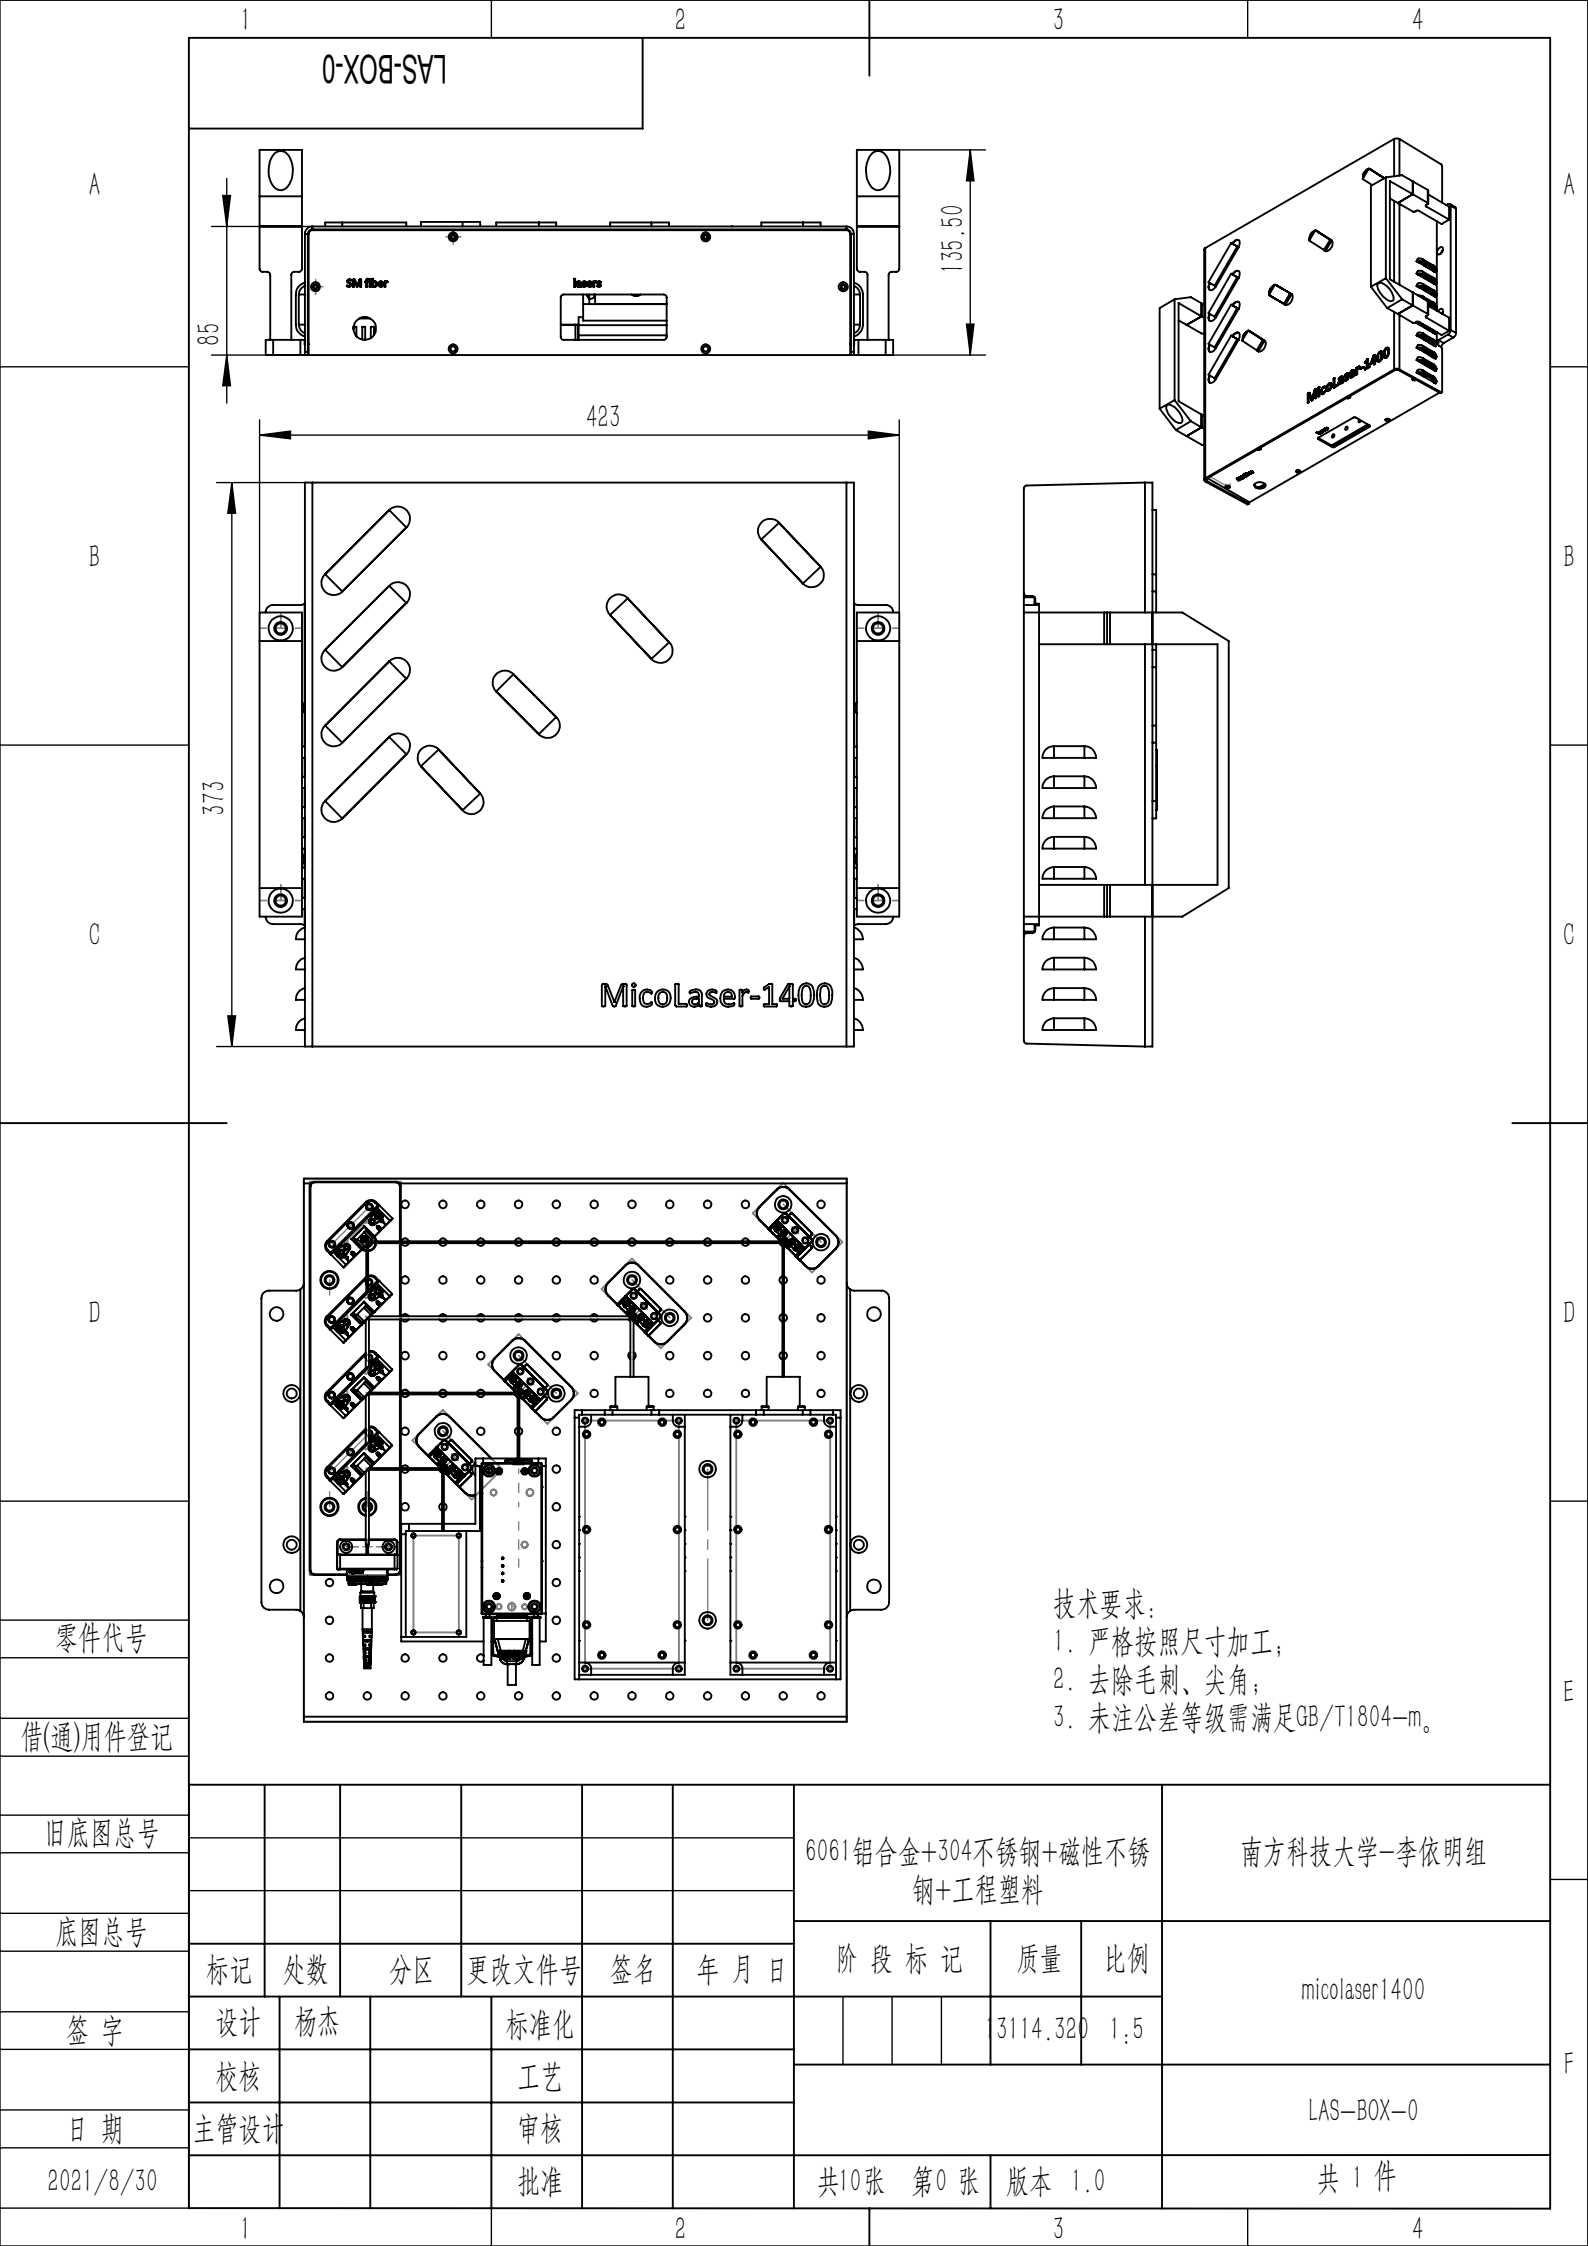 1 2 3 4
LAS-BOX-0
A
A
135.50
85
SM fiber
lasers
MicoLaser-1400
lasers
423
B
B
373
C
C
MicoLaser-1400
D
D
技术要求:
1. 严格按照尺寸加工;
2. 去除毛刺、尖角;
3. 未注公差等级需满足GB/T1804-m。
E
零件代号
借(通)用件登记
旧底图总号
底图总号
签 字
日 期
2021/8/30
6061铝合金+304不锈钢+磁性不锈
钢+工程塑料
南方科技大学-李依明组
标记 处数 分区 更改文件号 签名 年 月 日
阶 段 标 记 质量 比例
micolaser1400
设计 杨杰 标准化
13114.320 1:5
校核 工艺
F
主管设计 审核
LAS-BOX-0
批准
共10张 第0 张 版本 1.0
共 1 件
1 2 3 4